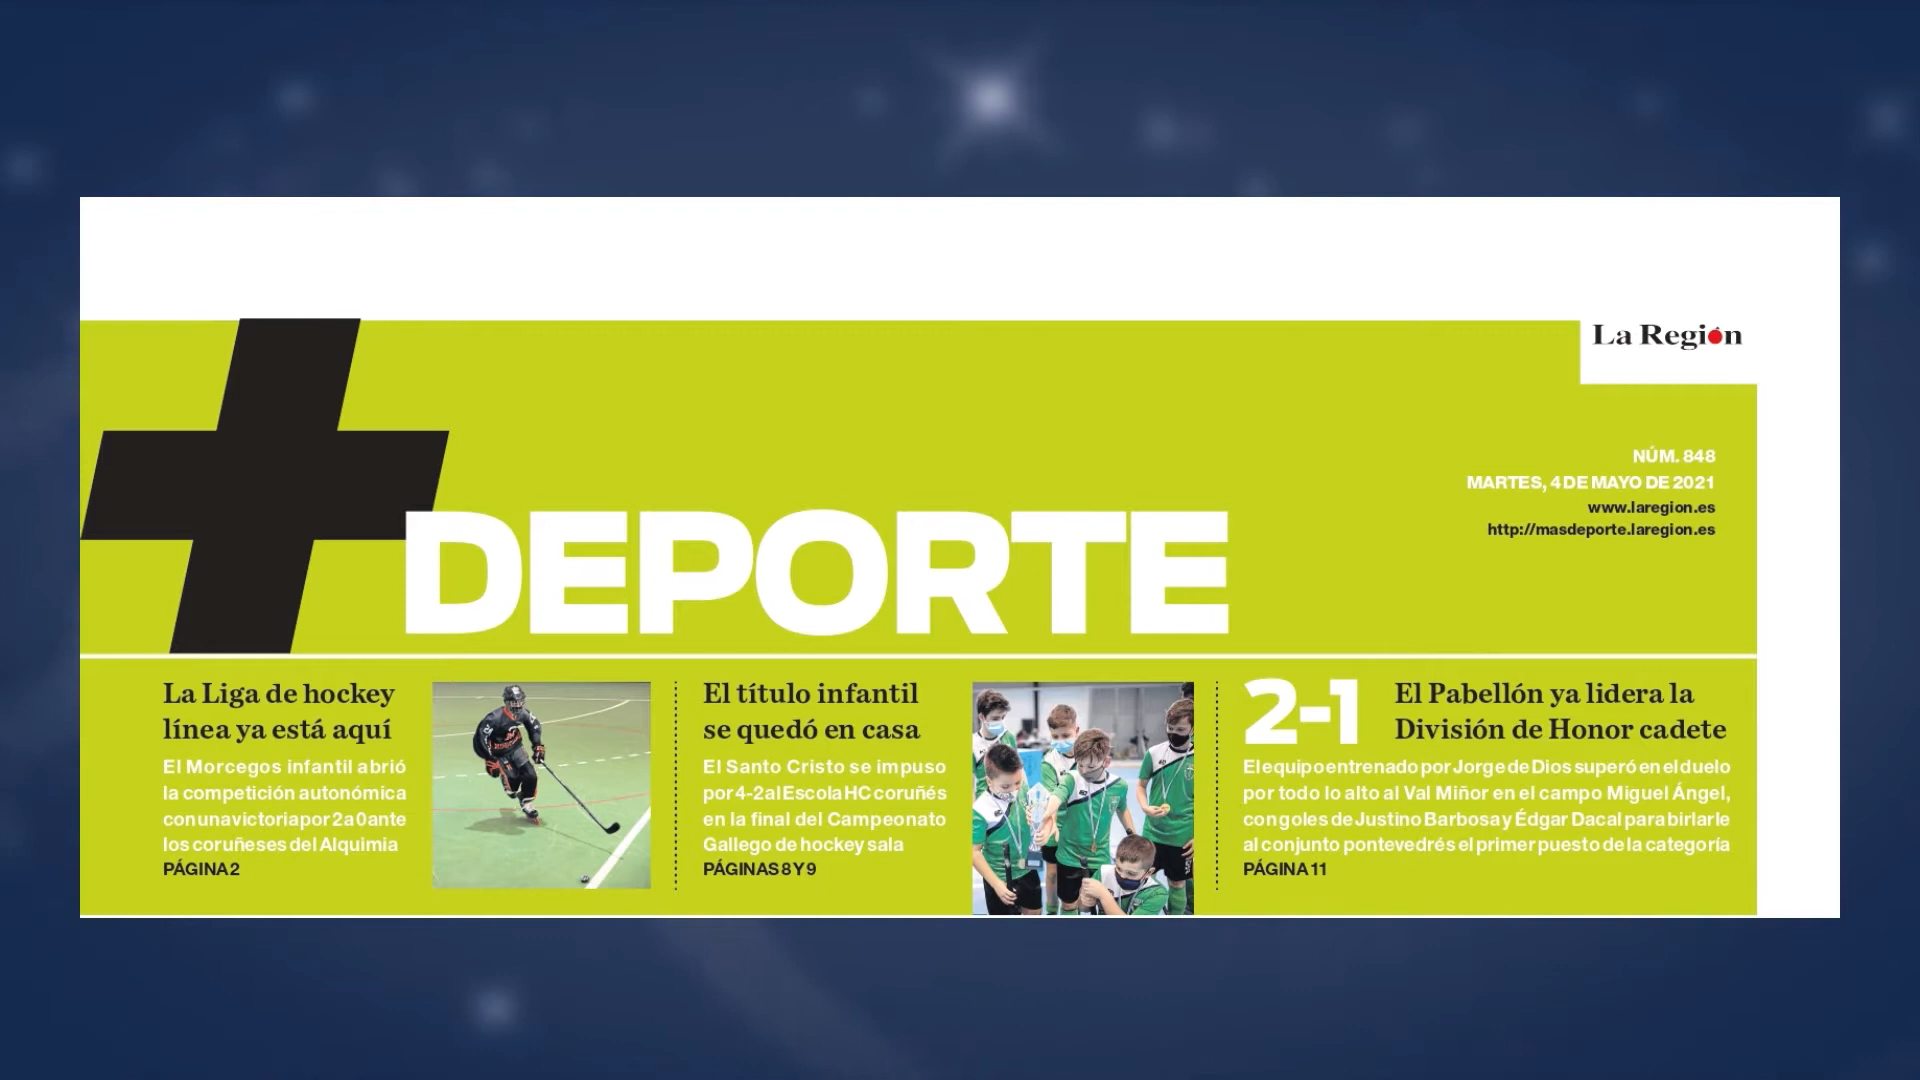 La Región
NÚM. 848
MARTES, 4 DE MAYO DE 2021
www.laregion.es
http://masdeporte.laregion.es
+DEPORTE
La Liga de hockey
línea ya está aquí
El Morcegos infantil abrió
la competición autonómica
con una victoria por 2 a 0 ante
los coruñeses del Alquimia
PÁGINA 2
El título infantil
se quedó en casa
El Santo Cristo se impuso
por 4-2 al Escola HC coruñés
en la final del Campeonato
Gallego de hockey sala
PÁGINAS 8 Y 9
2-1
El Pabellón ya lidera la
División de Honor cadete
El equipo entrenado por Jorge de Dios superó en el duelo
por todo lo alto al Val Miñor en el campo Miguel Ángel,
con goles de Justino Barbosa y Édgar Dacal para birlarle
al conjunto pontevedrés el primer puesto de la categoría
PÁGINA 11